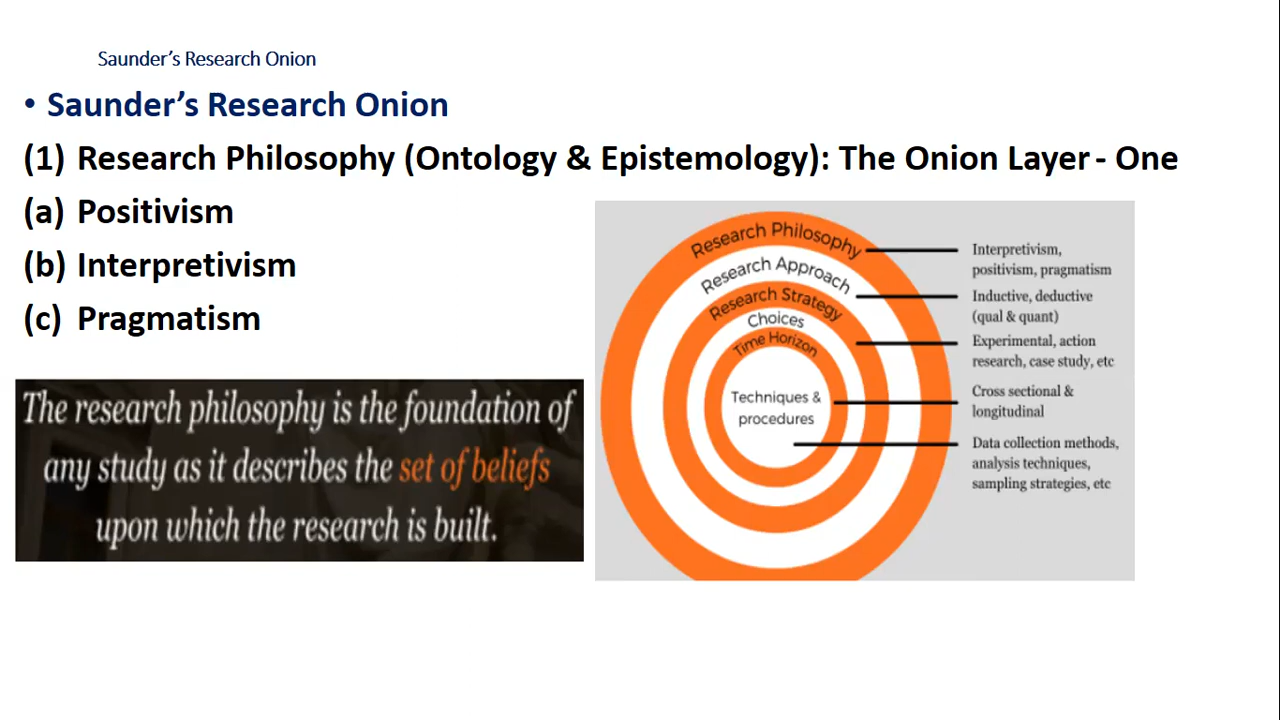 Saunder’s Research Onion
• Saunder’s Research Onion
(1) Research Philosophy (Ontology & Epistemology): The Onion Layer - One
(a) Positivism
(b) Interpretivism
(c) Pragmatism
The research philosophy is the foundation of
any study as it describes the set of beliefs
upon which the research is built.
Research Philosophy
Research Approach
Research Strategy
Choices
Time Horizon
Techniques &
procedures
Interpretivism,
positivism, pragmatism
Inductive, deductive
(qual & quant)
Experimental, action
research, case study, etc
Cross sectional &
longitudinal
Data collection methods,
analysis techniques,
sampling strategies, etc